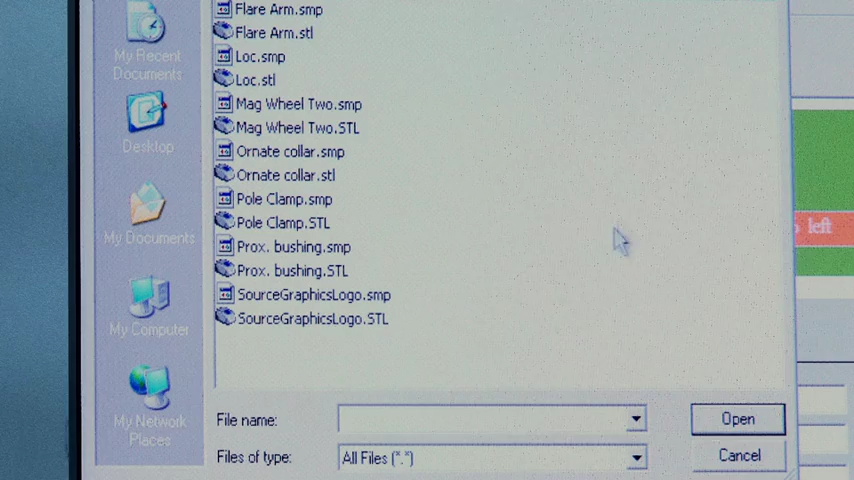 Flare Arm.smp
Flare Arm.stl
Loc.smp
Loc.stl
Mag Wheel Two.smp
Mag Wheel Two.STL
Ornate collar.smp
Ornate collar.stl
Pole Clamp.smp
Pole Clamp.STL
Prox. bushing.smp
Prox. bushing.STL
SourceGraphicsLogo.smp
SourceGraphicsLogo.STL
My Recent
Documents
Desktop
My Documents
My Computer
My Network
Places
left
File name:
Open
Files of type:
All Files (*.*)
Cancel